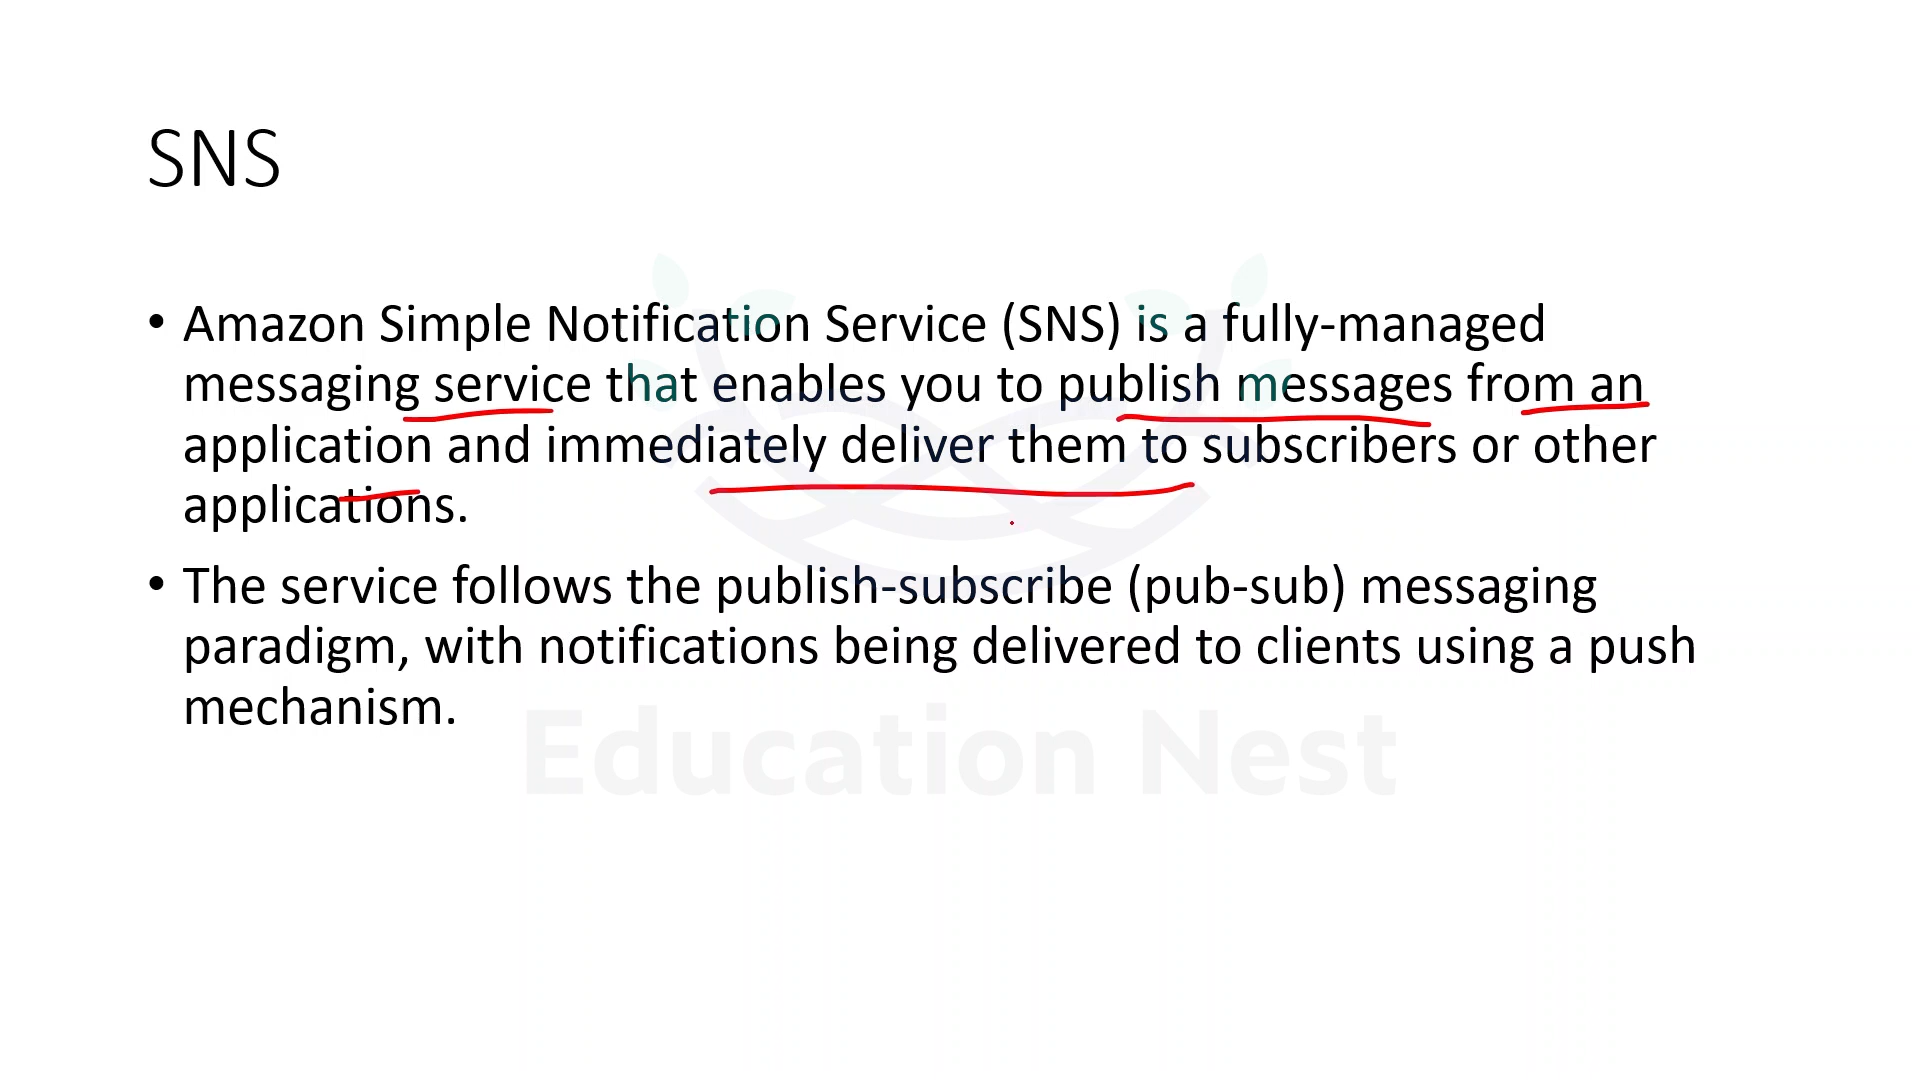 SNS
• Amazon Simple Notification Service (SNS) is a fully-managed
messaging service that enables you to publish messages from an
application and immediately deliver them to subscribers or other
applications.
• The service follows the publish-subscribe (pub-sub) messaging
paradigm, with notifications being delivered to clients using a push
mechanism.
Education Nest